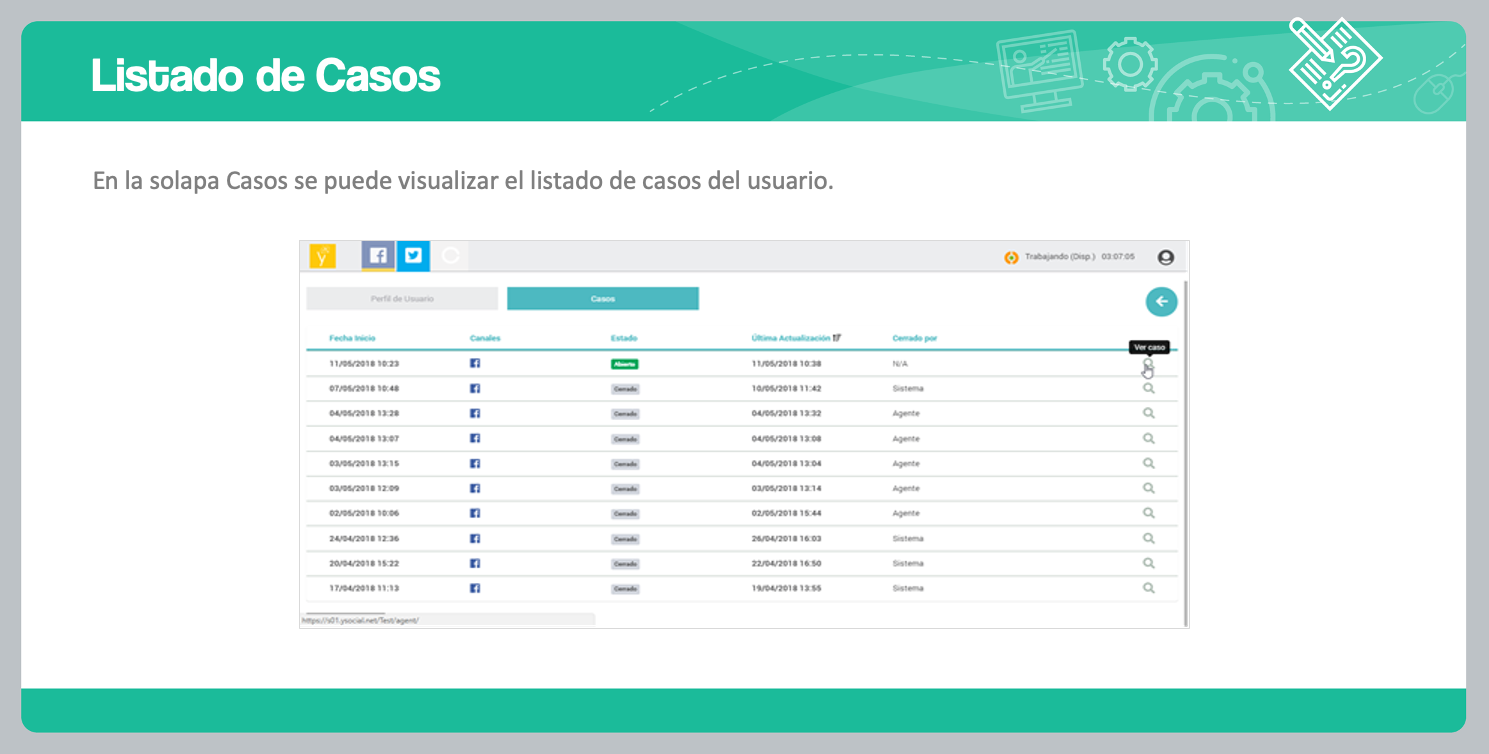 Listado de Casos
En la solapa Casos se puede visualizar el listado de casos del usuario.
y Trabajando (Disp.) 03:07:05
Perfil de Usuario Casos
Fecha Inicio Canales Estado Última Actualización Cerrado por
Ver caso
11/05/2018 10:23 Abierto 11/05/2018 10:38 N/A
07/05/2018 10:48 Cerrado 10/05/2018 11:42 Sistema
04/05/2018 13:28 Cerrado 04/05/2018 13:32 Agente
04/05/2018 13:07 Cerrado 04/05/2018 13:08 Agente
03/05/2018 13:15 Cerrado 04/05/2018 13:04 Agente
03/05/2018 12:09 Cerrado 03/05/2018 13:14 Agente
02/05/2018 10:06 Cerrado 02/05/2018 15:44 Agente
24/04/2018 12:36 Cerrado 26/04/2018 16:03 Sistema
20/04/2018 15:22 Cerrado 22/04/2018 16:50 Sistema
17/04/2018 11:13 Cerrado 19/04/2018 13:55 Sistema
https://s01.ysocial.net/Test/agent/